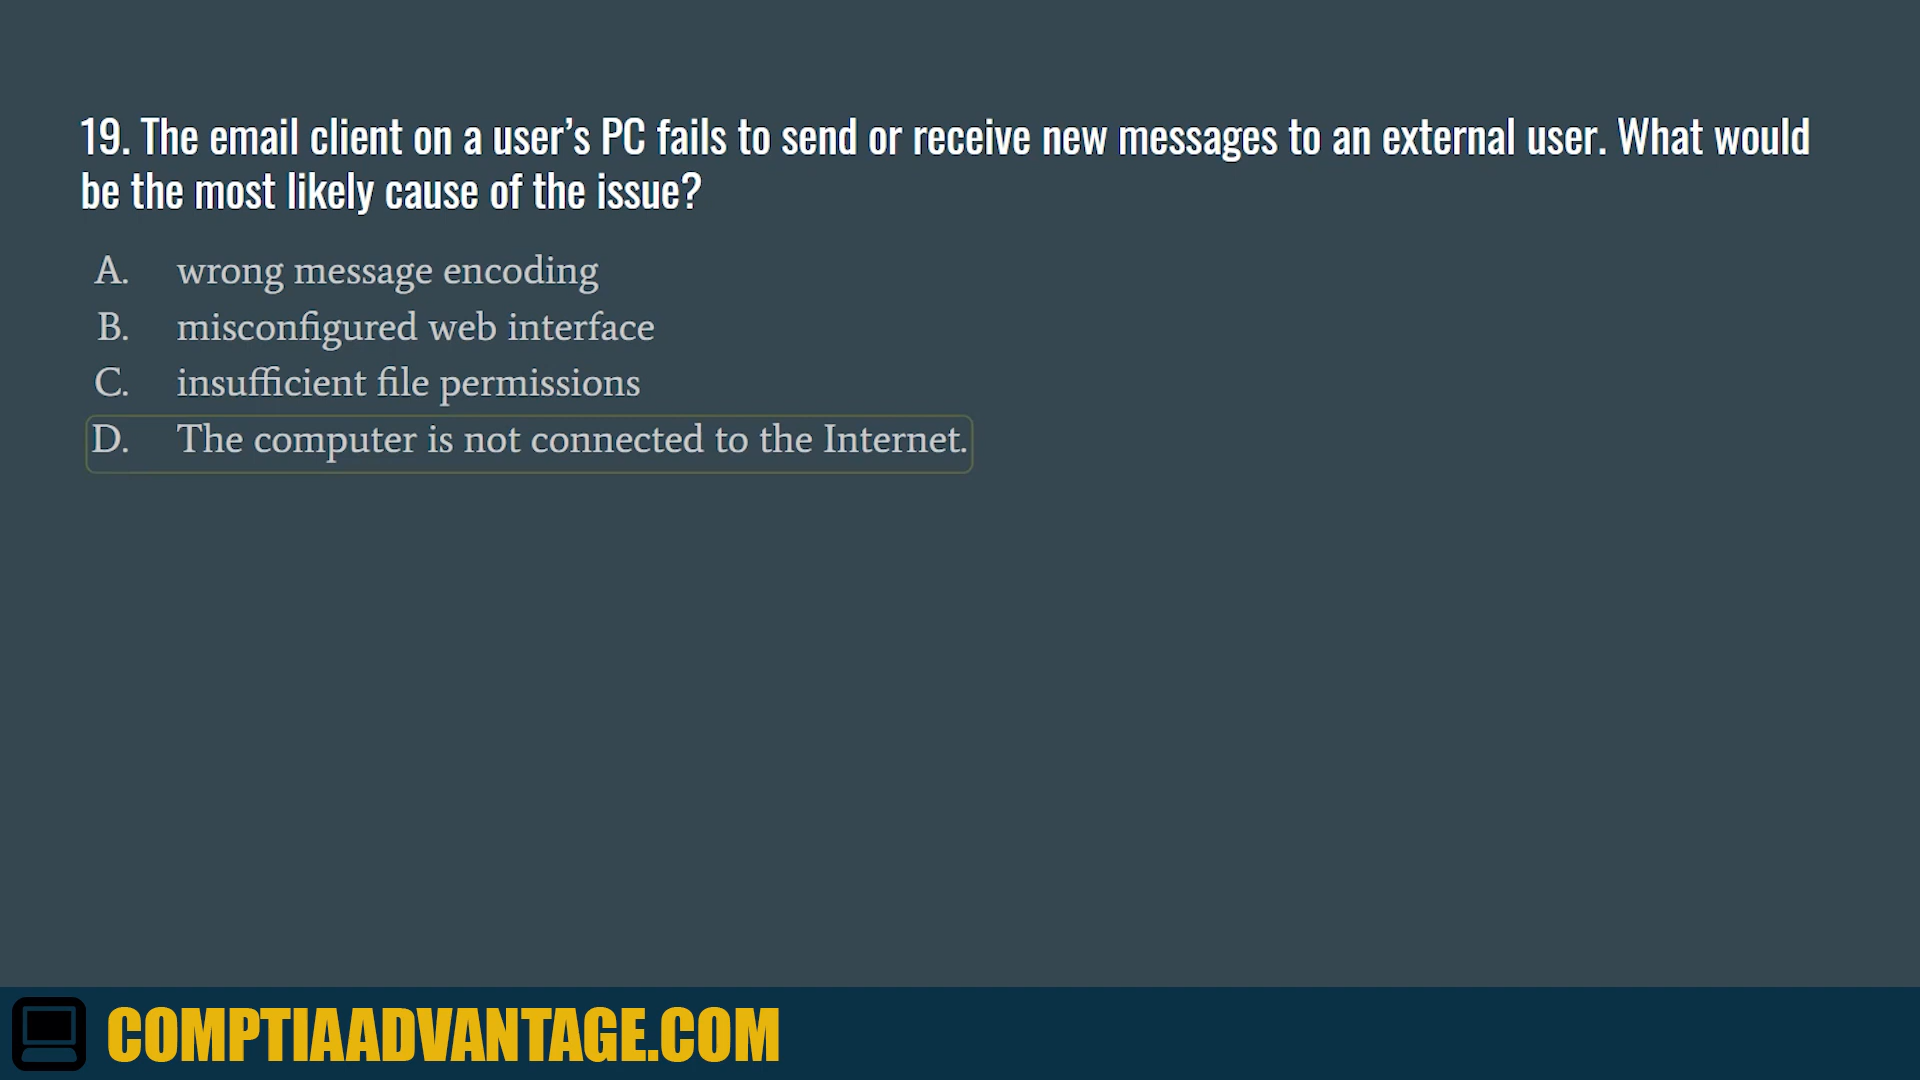 19. The email client on a user’s PC fails to send or receive new messages to an external user. What would
be the most likely cause of the issue?
A. wrong message encoding
B. misconfigured web interface
C. insufficient file permissions
D. The computer is not connected to the Internet.
COMPTIAADVANTAGE.COM